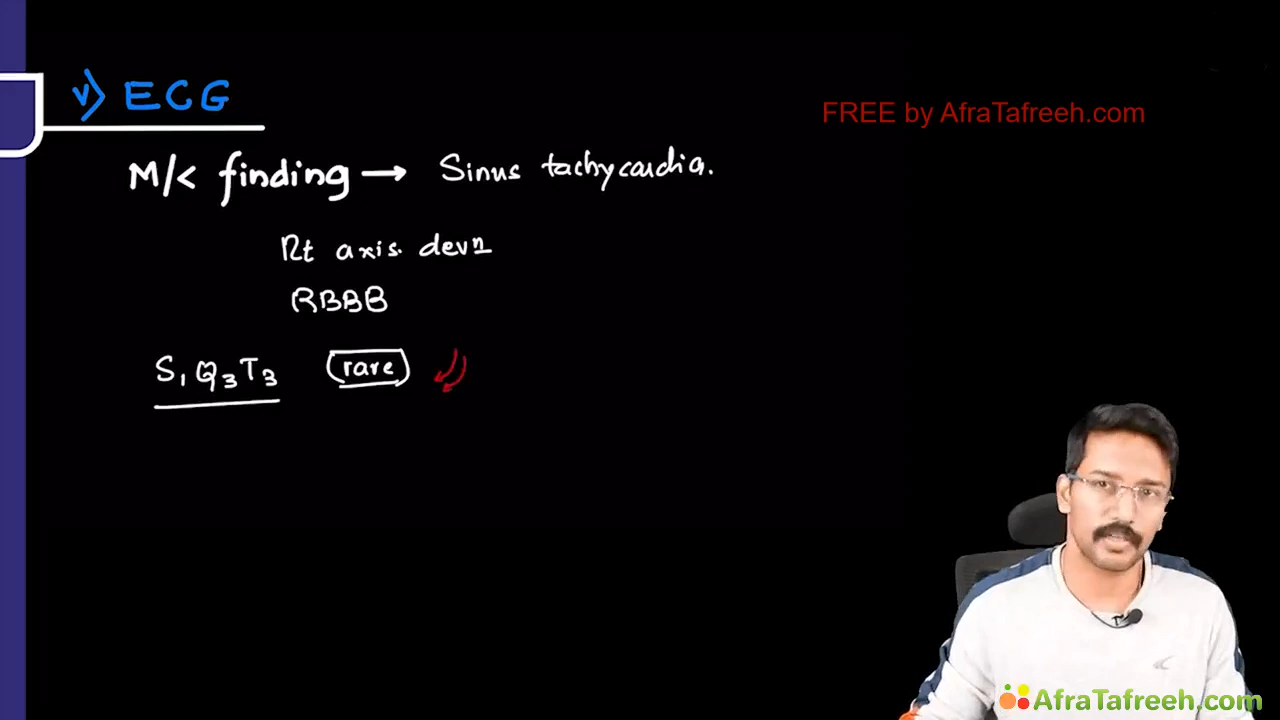 v) ECG
FREE by AfraTafreeh.com
M/c finding → Sinus tachycardia.
Rt axis. devn
RBBB
S₁Q₃T₃ (rare)
AfraTafreeh.com